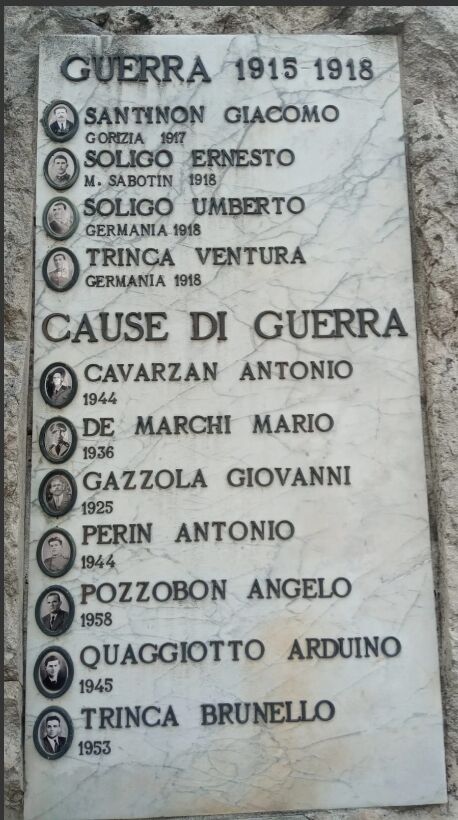 GUERRA 1915 1918
SANTINON GIACOMO
GORIZIA 1917
SOLIGO ERNESTO
M. SABOTIN 1918
SOLIGO UMBERTO
GERMANIA 1918
TRINCA VENTURA
GERMANIA 1918
CAUSE DI GUERRA
CAVARZAN ANTONIO
1944
DE MARCHI MARIO
1936
GAZZOLA GIOVANNI
1925
PERIN ANTONIO
1944
POZZOBON ANGELO
1958
QUAGGIOTTO ARDUINO
1945
TRINCA BRUNELLO
1953